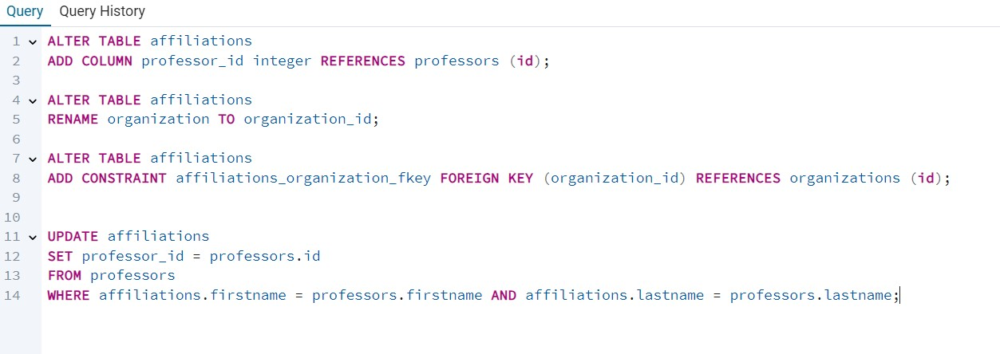 Query Query History
1 ALTER TABLE affiliations
2 ADD COLUMN professor_id integer REFERENCES professors (id);
3
4 ALTER TABLE affiliations
5 RENAME organization TO organization_id;
6
7 ALTER TABLE affiliations
8 ADD CONSTRAINT affiliations_organization_fkey FOREIGN KEY (organization_id) REFERENCES organizations (id);
9
10
11 UPDATE affiliations
12 SET professor_id = professors.id
13 FROM professors
14 WHERE affiliations.firstname = professors.firstname AND affiliations.lastname = professors.lastname;